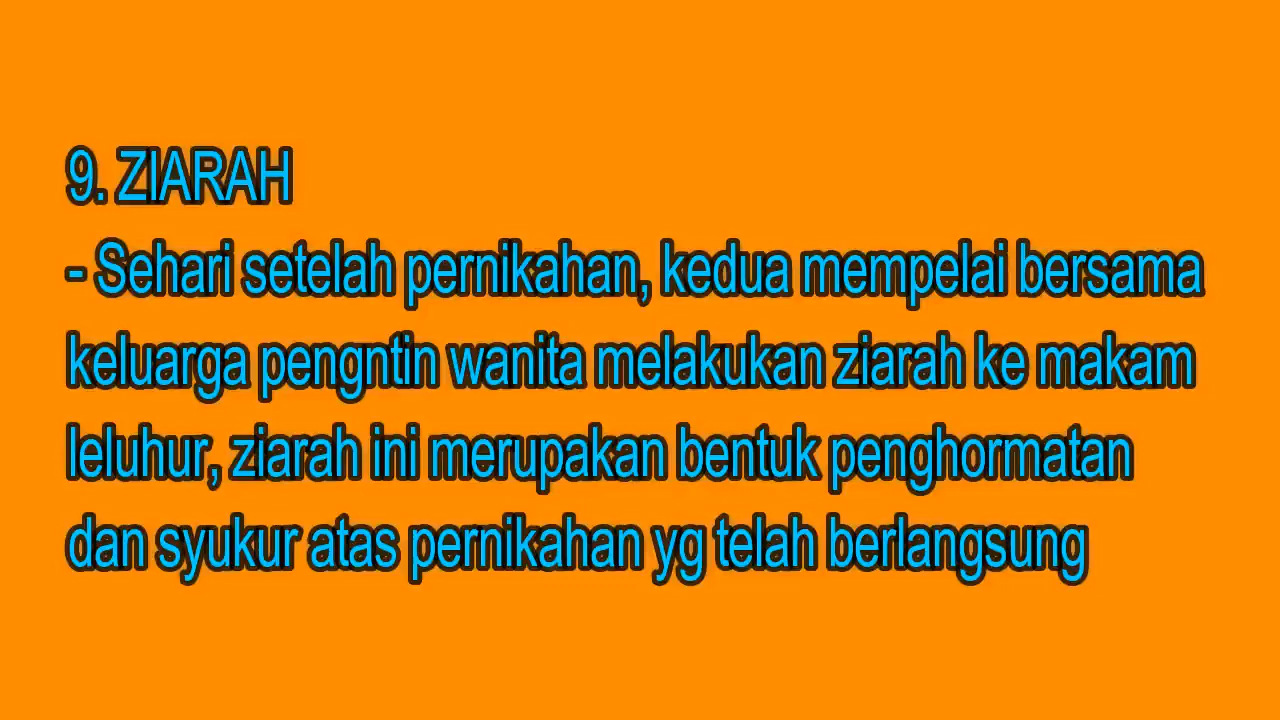 9. ZIARAH
- Sehari setelah pernikahan, kedua mempelai bersama
keluarga pengntin wanita melakukan ziarah ke makam
leluhur, ziarah ini merupakan bentuk penghormatan
dan syukur atas pernikahan yg telah berlangsung